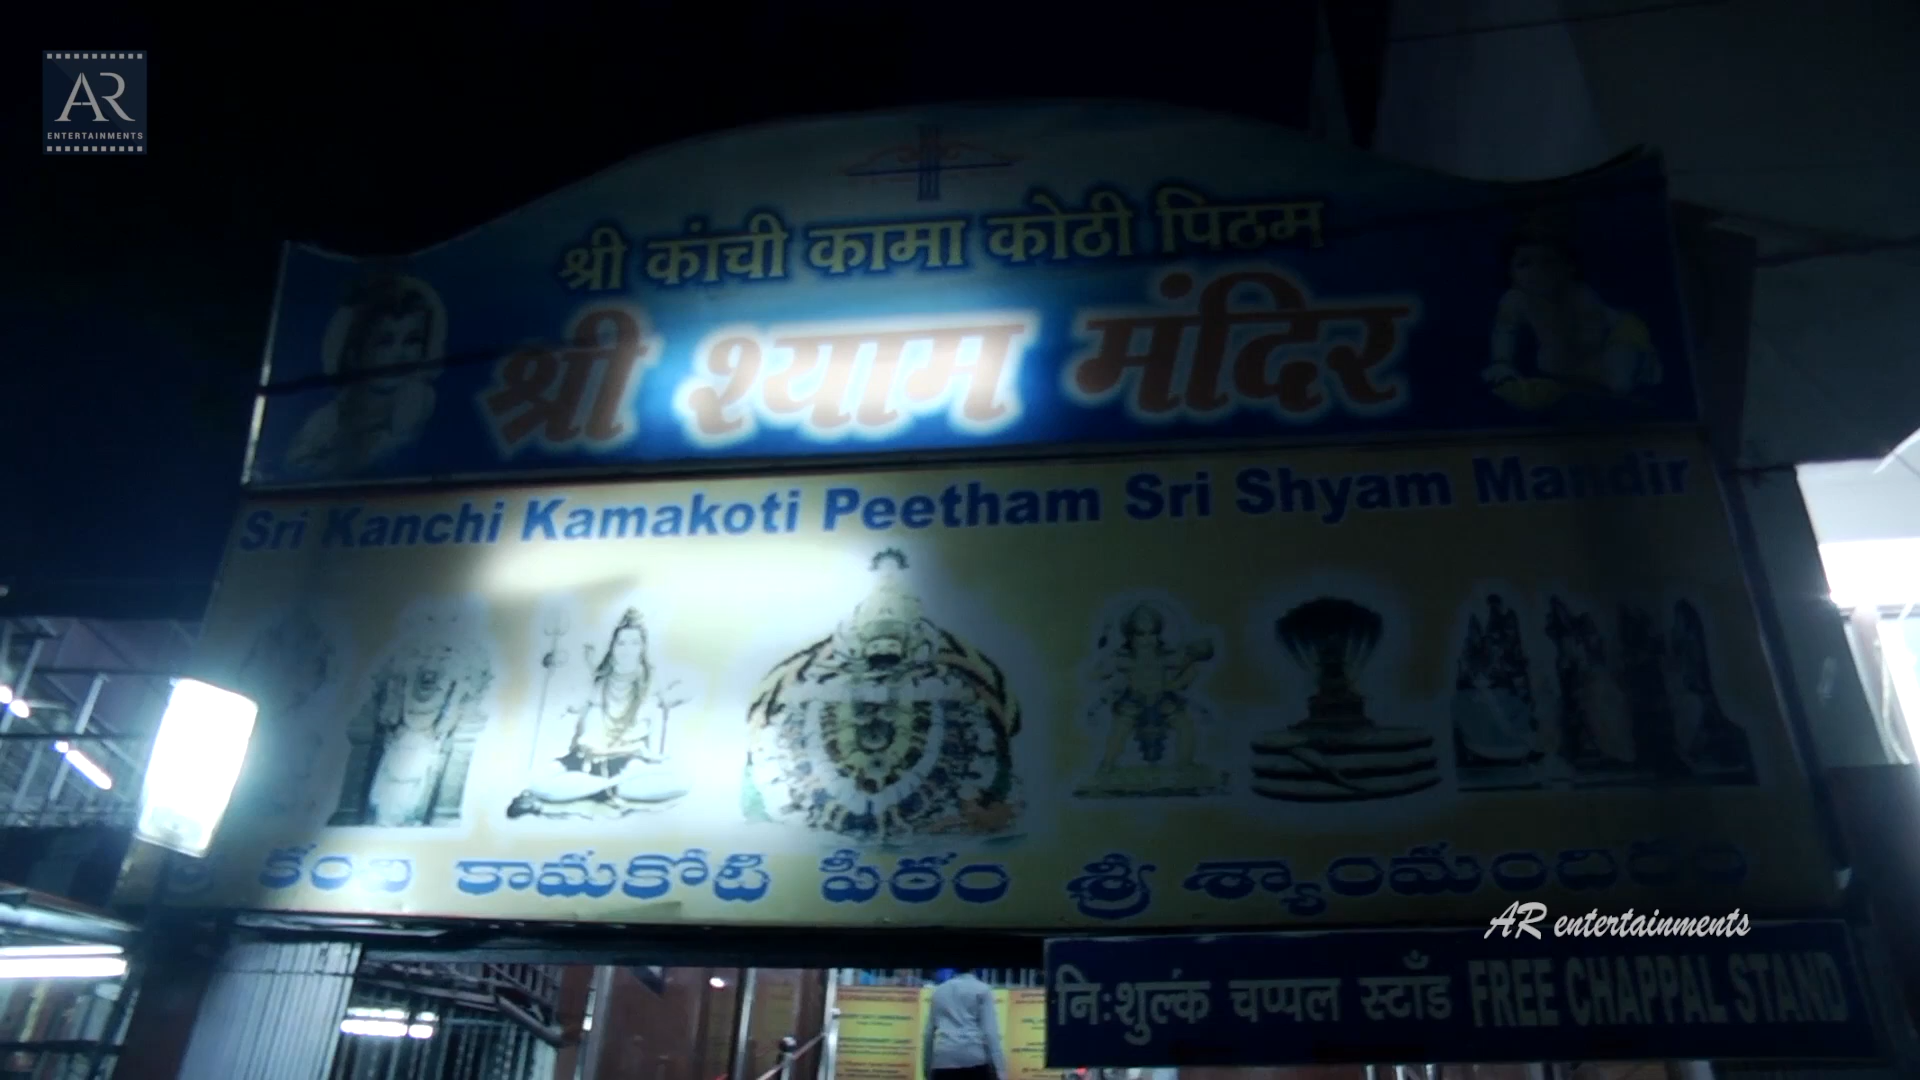 AR
ENTERTAINMENTS
श्री कांची कामा कोठी पिठम
श्री श्याम मंदिर
Sri Kanchi Kamakoti Peetham Sri Shyam Mandir
కంచి కామకోటి పీఠం శ్రీ శ్యాంమందిరం
AR entertainments
निःशुर्ल्क चप्पल स्टाँड FREE CHAPPAL STAND